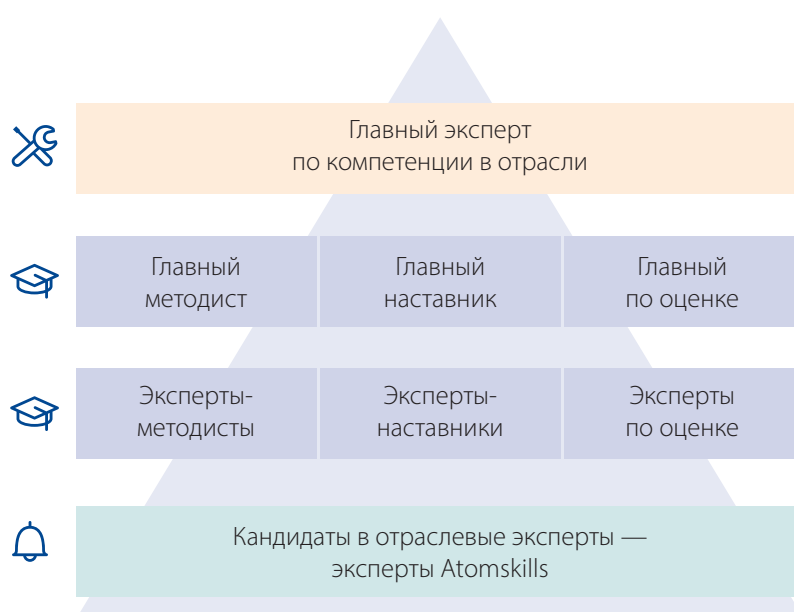 Главный эксперт
по компетенции в отрасли
Главный
методист
Главный
наставник
Главный
по оценке
Эксперты-
методисты
Эксперты-
наставники
Эксперты
по оценке
Кандидаты в отраслевые эксперты —
эксперты Atomskills